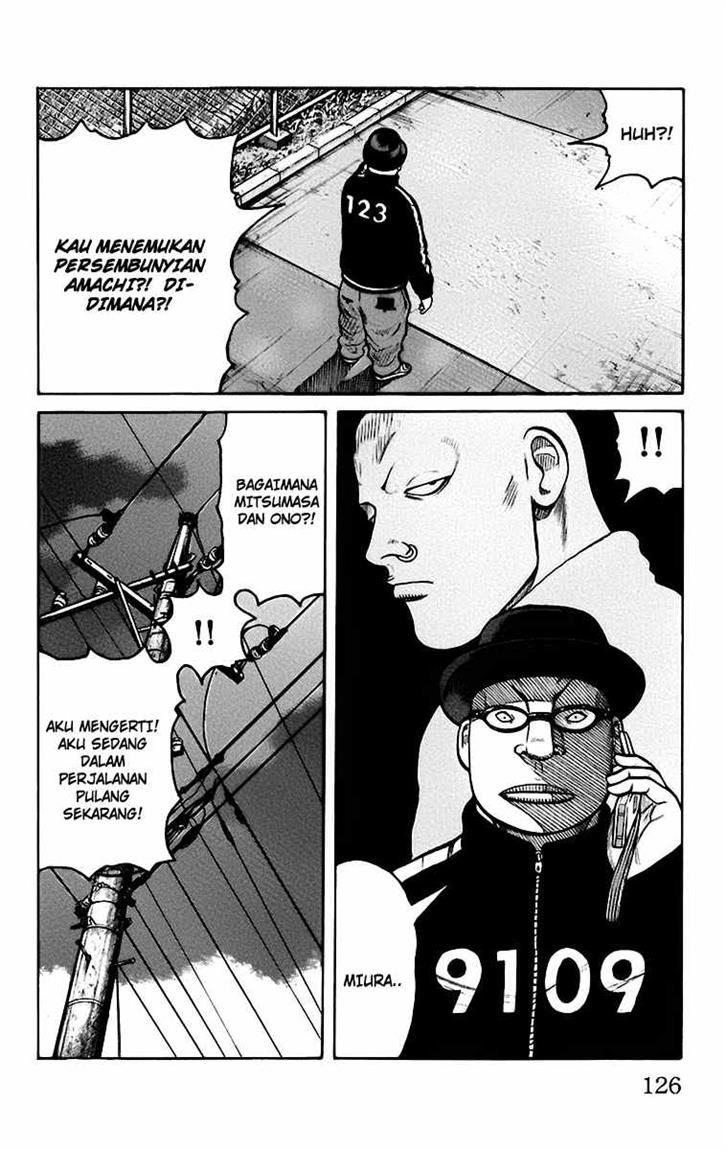 HUH?!
123
KAU MENEMUKAN
PERSEMBUNYIAN
AMACHI?! DI-
DIMANA?!
!!
MIURA..
9109
BAGAIMANA
MITSUMASA
DAN ONO?!
!!
AKU MENGERTI!
AKU SEDANG
DALAM
PERJALANAN
PULANG
SEKARANG!
126